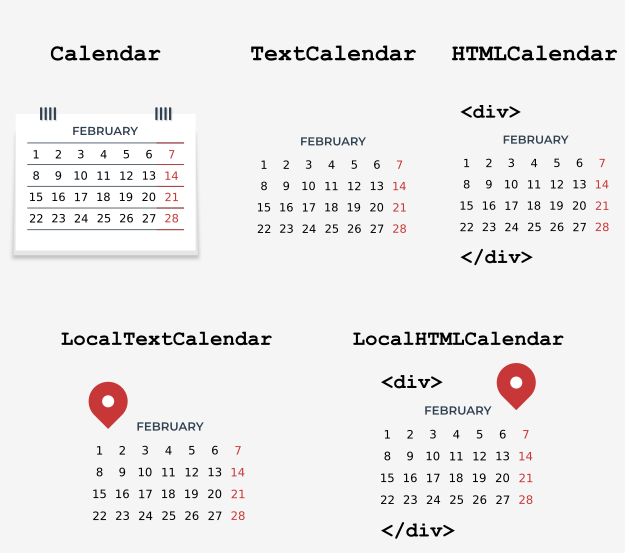 Calendar
FEBRUARY
1 2 3 4 5 6 7
8 9 10 11 12 13 14
15 16 17 18 19 20 21
22 23 24 25 26 27 28
TextCalendar
FEBRUARY
1 2 3 4 5 6 7
8 9 10 11 12 13 14
15 16 17 18 19 20 21
22 23 24 25 26 27 28
HTMLCalendar
<div>
FEBRUARY
1 2 3 4 5 6 7
8 9 10 11 12 13 14
15 16 17 18 19 20 21
22 23 24 25 26 27 28
</div>
LocalTextCalendar
FEBRUARY
1 2 3 4 5 6 7
8 9 10 11 12 13 14
15 16 17 18 19 20 21
22 23 24 25 26 27 28
LocalHTMLCalendar
<div>
FEBRUARY
1 2 3 4 5 6 7
8 9 10 11 12 13 14
15 16 17 18 19 20 21
22 23 24 25 26 27 28
</div>